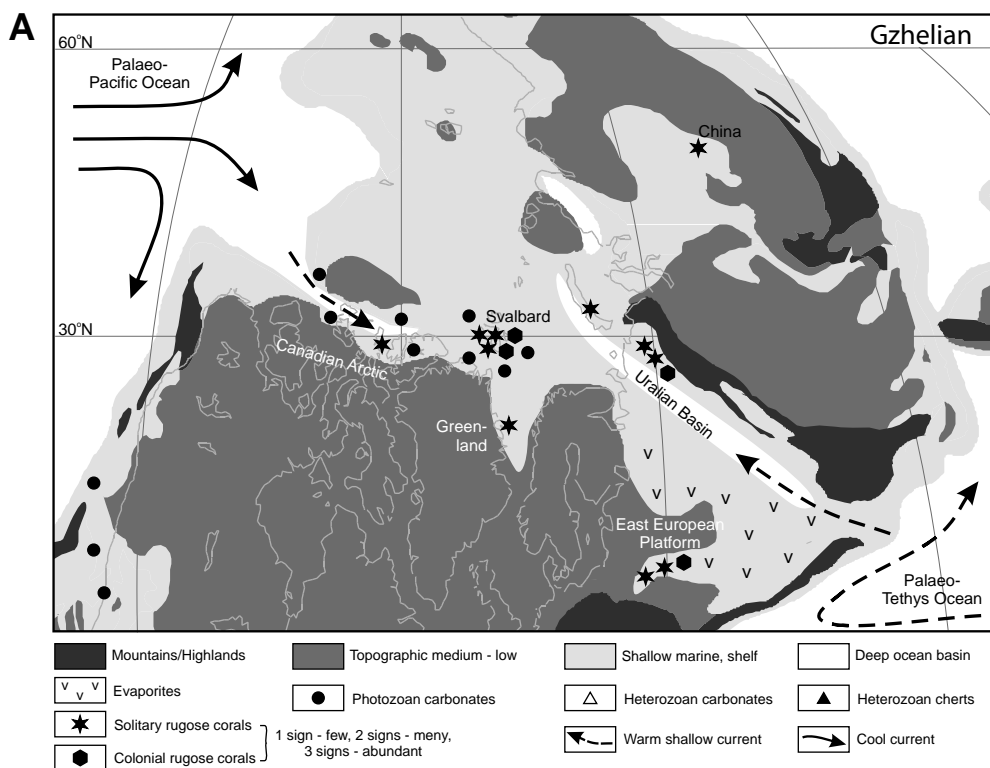 A
60°N
Gzhelian
Palaeo-
Pacific Ocean
China
Svalbard
30°N
Canadian Arctic
Uralian Basin
Green-
land
East European
Platform
Palaeo-
Tethys Ocean
v v v v v v v v v v
Mountains/Highlands
Topographic medium - low
Shallow marine, shelf
Deep ocean basin
v v v
Evaporites
Photozoan carbonates
Heterozoan carbonates
Heterozoan cherts
Solitary rugose corals
1 sign - few, 2 signs - meny,
3 signs - abundant
Colonial rugose corals
Warm shallow current
Cool current